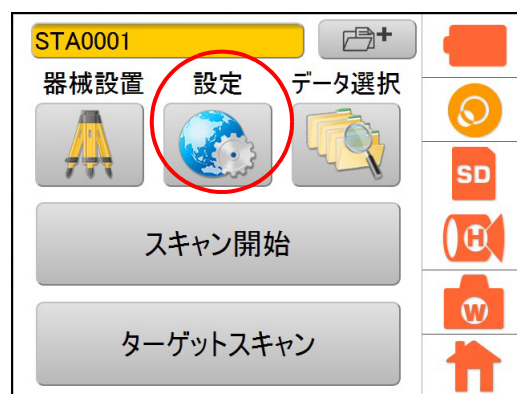 STA0001
器械設置 設定 データ選択
スキャン開始
ターゲットスキャン
SD
H
W